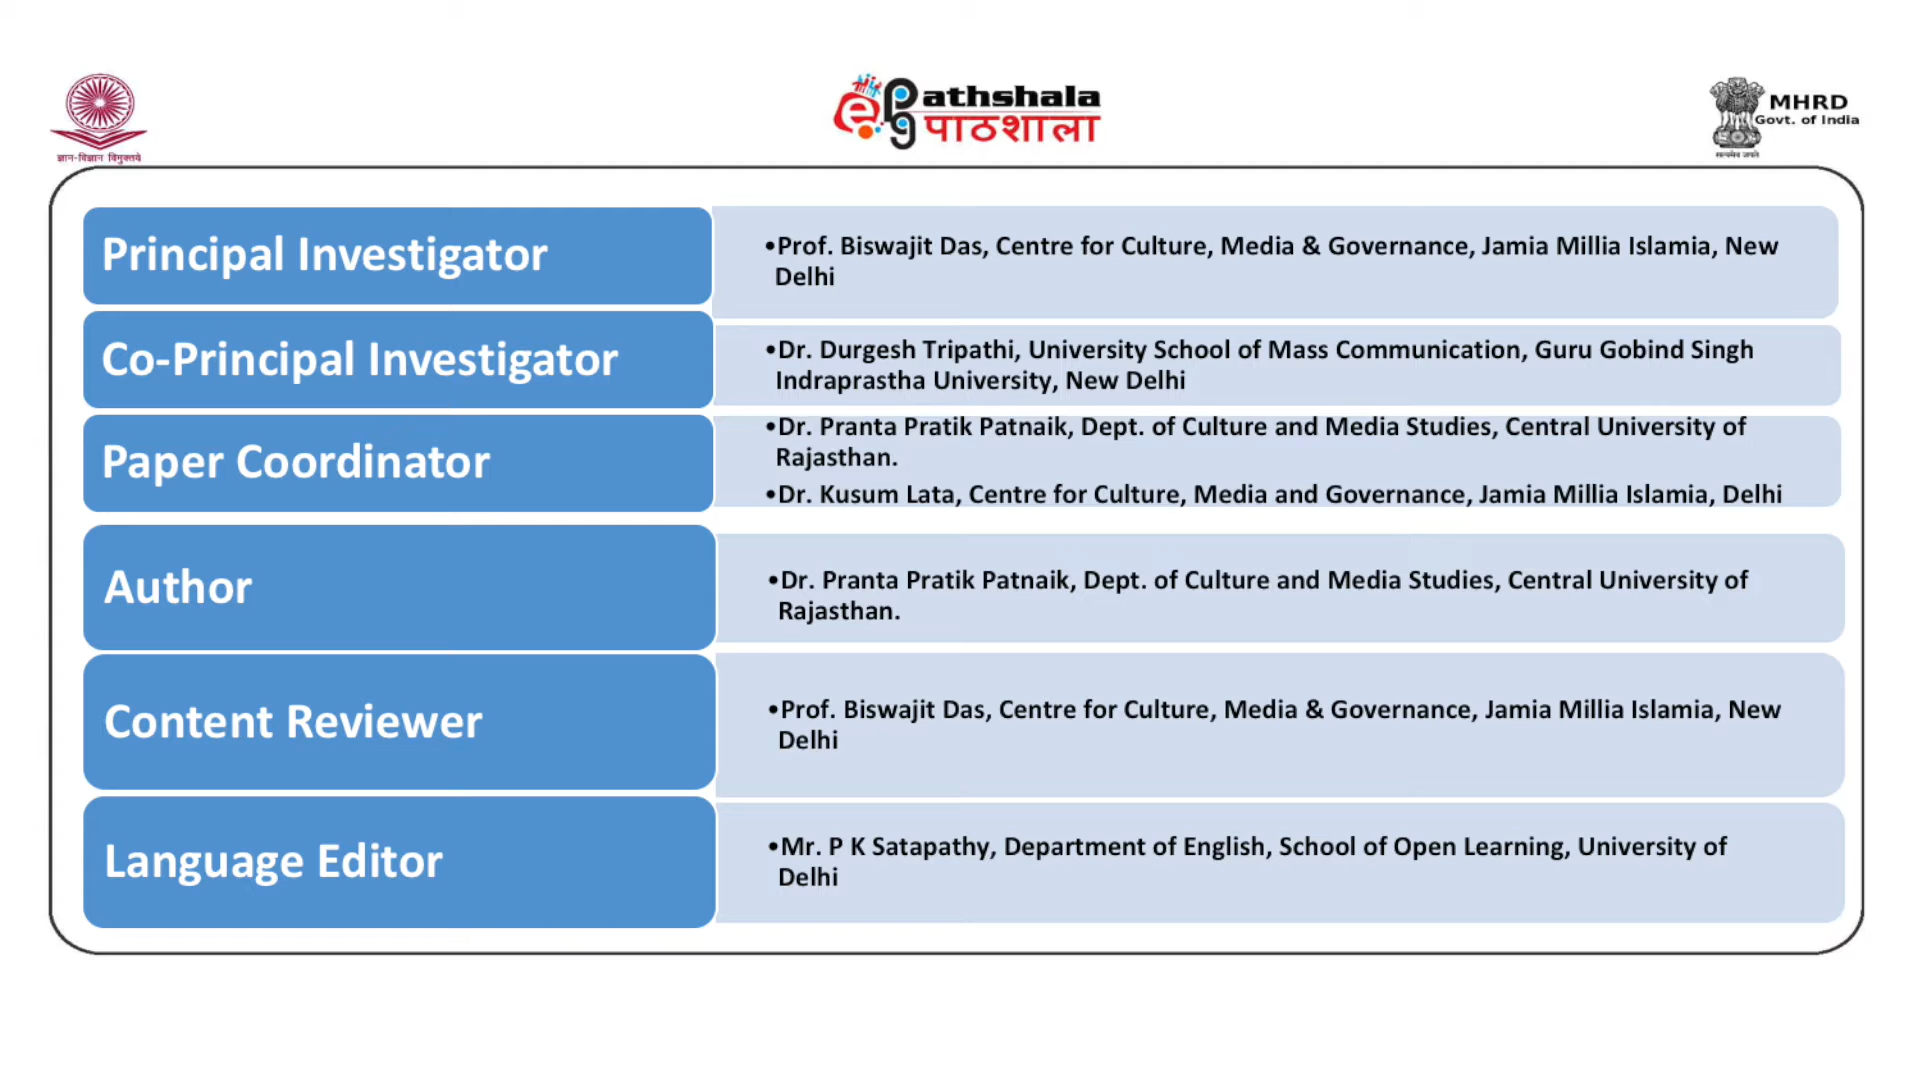 ज्ञान-विज्ञान विमुक्तये
e pg Pathshala
पाठशाला
MHRD
Govt. of India
सत्यमेव जयते
Principal Investigator
•Prof. Biswajit Das, Centre for Culture, Media & Governance, Jamia Millia Islamia, New
Delhi
Co-Principal Investigator
•Dr. Durgesh Tripathi, University School of Mass Communication, Guru Gobind Singh
Indraprastha University, New Delhi
Paper Coordinator
•Dr. Pranta Pratik Patnaik, Dept. of Culture and Media Studies, Central University of
Rajasthan.
•Dr. Kusum Lata, Centre for Culture, Media and Governance, Jamia Millia Islamia, Delhi
Author
•Dr. Pranta Pratik Patnaik, Dept. of Culture and Media Studies, Central University of
Rajasthan.
Content Reviewer
•Prof. Biswajit Das, Centre for Culture, Media & Governance, Jamia Millia Islamia, New
Delhi
Language Editor
•Mr. P K Satapathy, Department of English, School of Open Learning, University of
Delhi